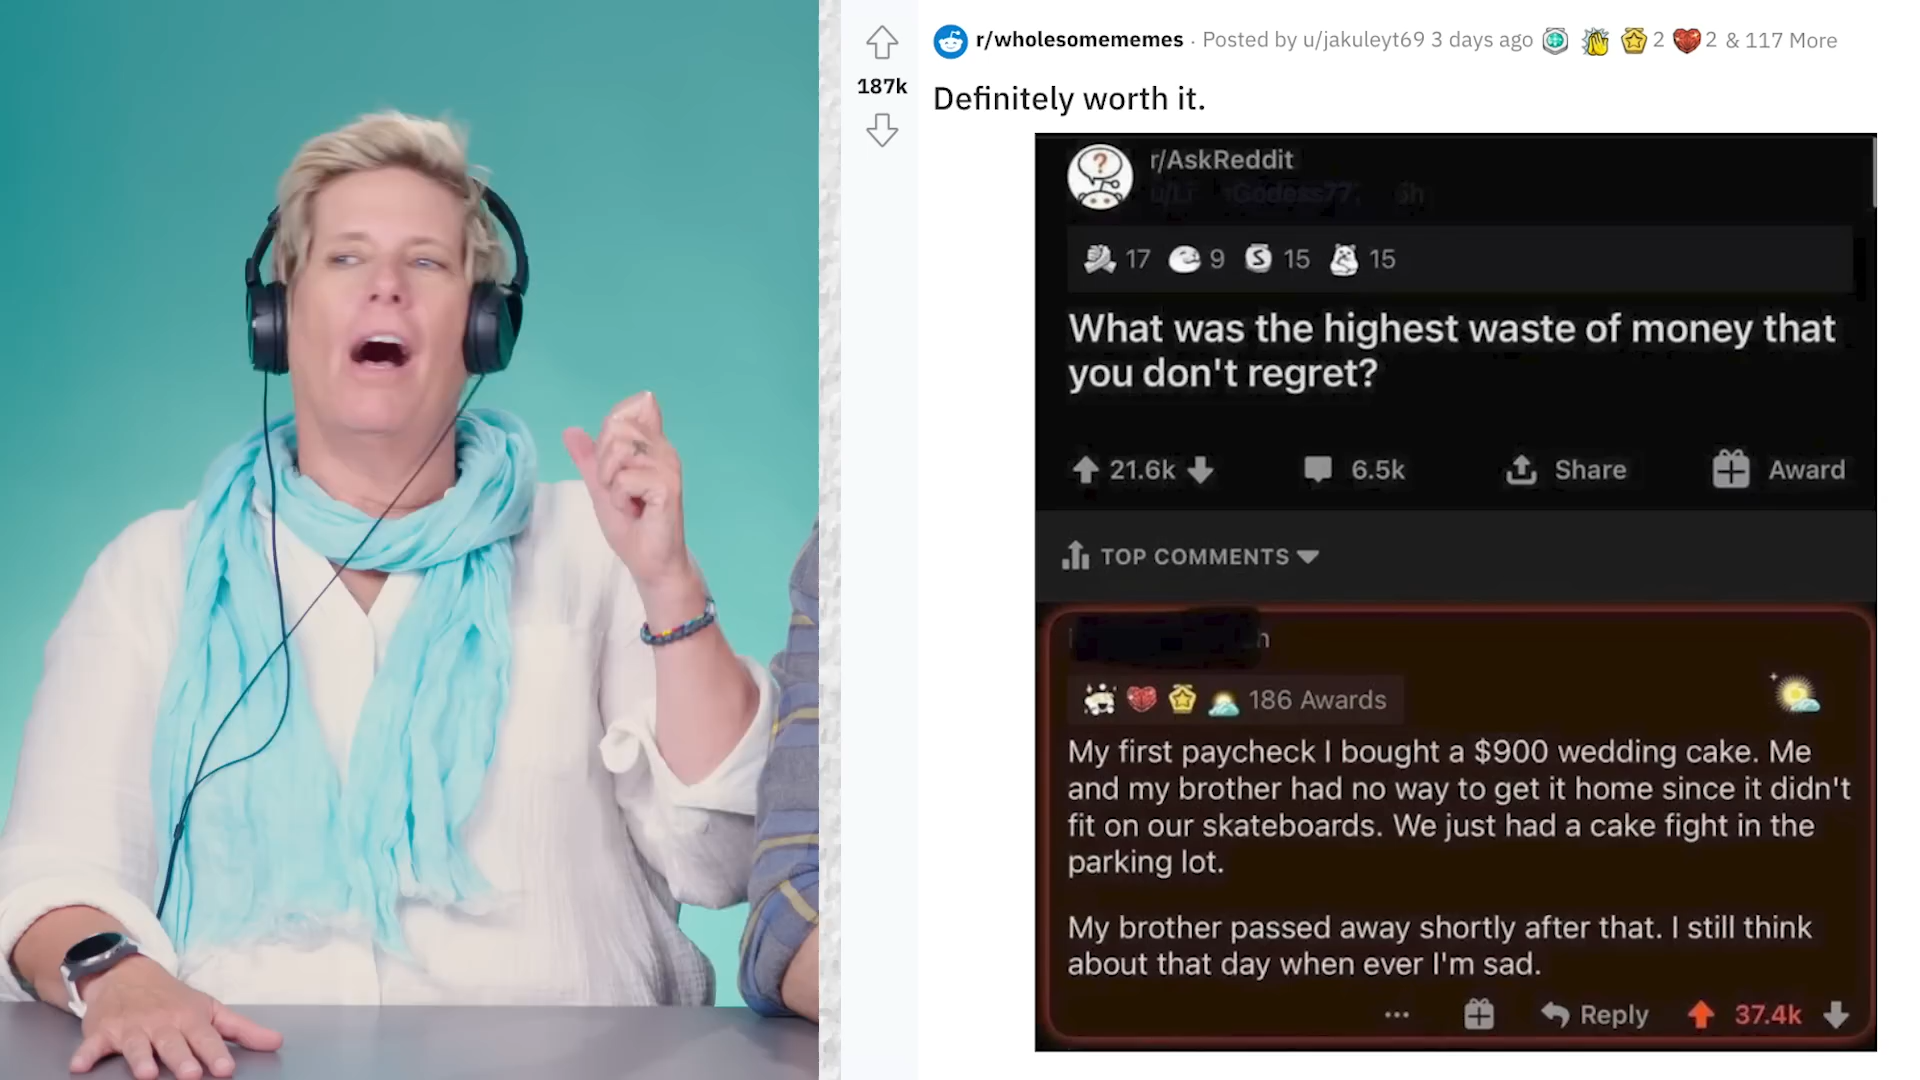 r/wholesomememes · Posted by u/jakuleyt69 3 days ago 2 2 & 117 More
187k
Definitely worth it.
r/AskReddit
17 9 15 15
What was the highest waste of money that
you don't regret?
21.6k 6.5k Share Award
TOP COMMENTS
186 Awards
My first paycheck I bought a $900 wedding cake. Me
and my brother had no way to get it home since it didn't
fit on our skateboards. We just had a cake fight in the
parking lot.
My brother passed away shortly after that. I still think
about that day when ever I'm sad.
... Reply 37.4k